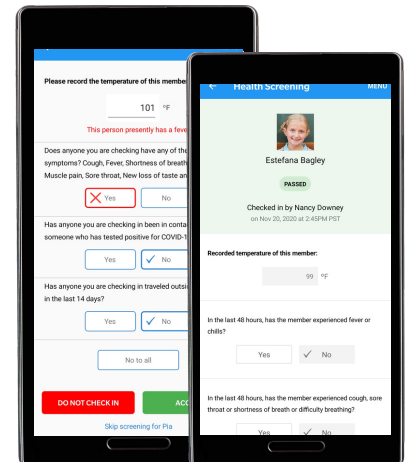 Please record the temperature of this membe
101 °F
This person presently has a feve
Does anyone you are checking have any of the
symptoms? Cough, Fever, Shortness of breath
Muscle pain, Sore throat, New loss of taste an
Yes No
Has anyone you are checking in been in conta
someone who has tested positive for COVID-1
Yes No
Has anyone you are checking in traveled outsi
in the last 14 days?
Yes No
No to all
DO NOT CHECK IN ACC
Skip screening for Pia
Health Screening MENU
Estefana Bagley
PASSED
Checked in by Nancy Downey
on Nov 20, 2020 at 2:45PM PST
Recorded temperature of this member:
99 °F
In the last 48 hours, has the member experienced fever or
chills?
Yes No
In the last 48 hours, has the member experienced cough, sore
throat or shortness of breath or difficulty breathing?
Yes No